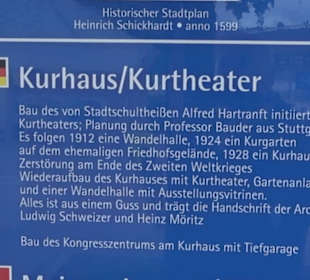 Historischer Stadtplan
Heinrich Schickhardt • anno 1599
Kurhaus/Kurtheater
Bau des von Stadtschultheißen Alfred Hartranft initiiert
Kurtheaters; Planung durch Professor Bauder aus Stuttg
Es folgen 1912 eine Wandelhalle, 1924 ein Kurgarten
auf dem ehemaligen Friedhofsgelände, 1928 ein Kurhau
Zerstörung am Ende des Zweiten Weltkrieges
Wiederaufbau des Kurhauses mit Kurtheater, Gartenanla
und einer Wandelhalle mit Ausstellungsvitrinen.
Alles ist aus einem Guss und trägt die Handschrift der Arc
Ludwig Schweizer und Heinz Möritz
Bau des Kongresszentrums am Kurhaus mit Tiefgarage